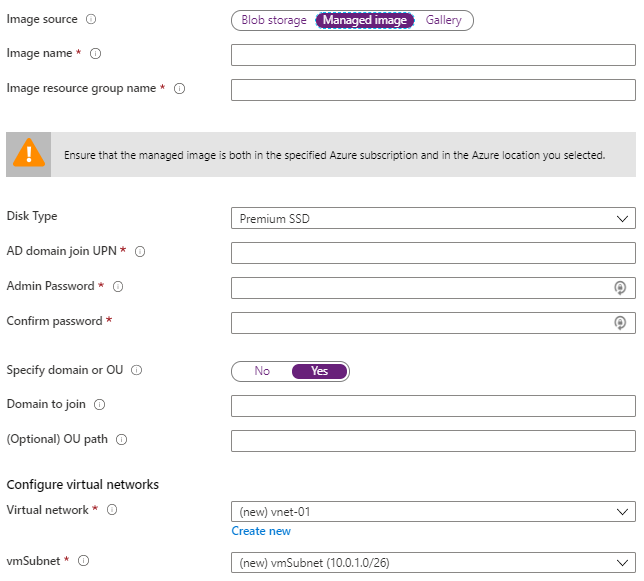 Image source Blob storage Managed image Gallery
Image name *
Image resource group name *
Ensure that the managed image is both in the specified Azure subscription and in the Azure location you selected.
Disk Type Premium SSD
AD domain join UPN *
Admin Password *
Confirm password *
Specify domain or OU No Yes
Domain to join
(Optional) OU path
Configure virtual networks
Virtual network * (new) vnet-01
Create new
vmSubnet * (new) vmSubnet (10.0.1.0/26)